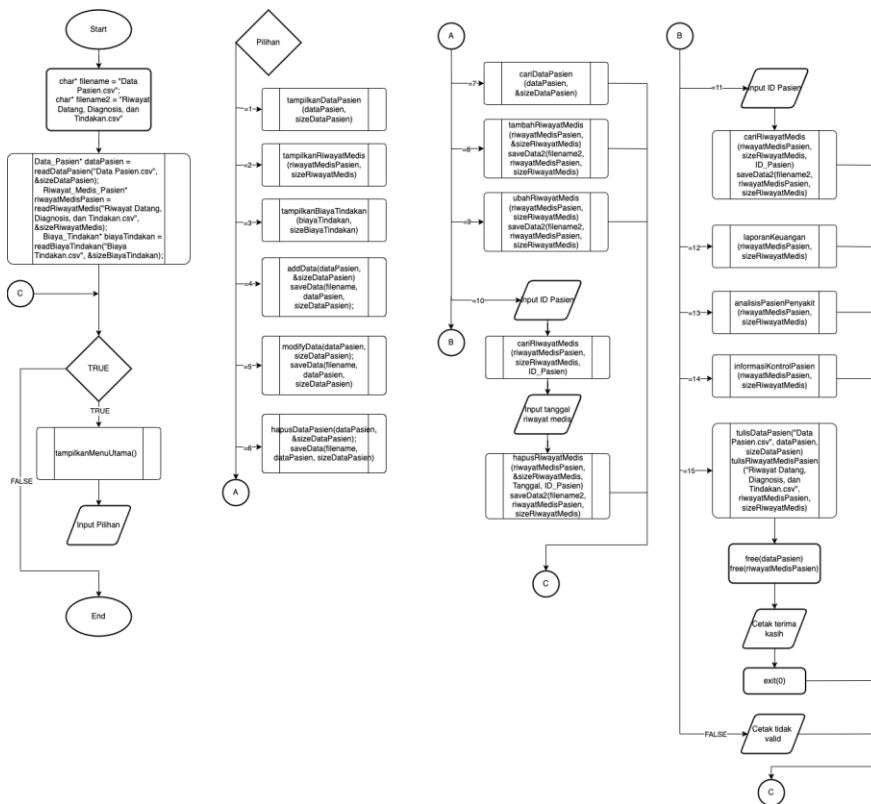 Start
char* filename = "Data
Pasien.csv";
char* filename2 = "Riwayat
Datang, Diagnosis, dan
Tindakan.csv"
Data_Pasien* dataPasien =
readDataPasien("Data Pasien.csv",
&sizeDataPasien);
Riwayat_Medis_Pasien*
riwayatMedisPasien =
readRiwayatMedis("Riwayat Datang,
Diagnosis, dan Tindakan.csv",
&sizeRiwayatMedis);
Biaya_Tindakan* biayaTindakan =
readBiayaTindakan("Biaya
Tindakan.csv", &sizeBiayaTindakan);
C
TRUE
TRUE
tampilkanMenuUtama()
FALSE
Input Pilihan
End
Pilihan
=1
tampilkanDataPasien
(dataPasien,
sizeDataPasien)
=2
tampilkanRiwayatMedis
(riwayatMedisPasien,
sizeRiwayatMedis)
=3
tampilkanBiayaTindakan
(biayaTindakan,
sizeBiayaTindakan)
=4
addData(dataPasien,
&sizeDataPasien)
saveData(filename,
dataPasien,
sizeDataPasien);
=5
modifyData(dataPasien,
sizeDataPasien);
saveData(filename,
dataPasien,
sizeDataPasien)
=6
hapusDataPasien(dataPasien,
&sizeDataPasien);
saveData(filename,
dataPasien, sizeDataPasien)
A
A
=7
cariDataPasien
(dataPasien,
&sizeDataPasien)
tambahRiwayatMedis
(riwayatMedisPasien,
&sizeRiwayatMedis)
saveData2(filename2,
riwayatMedisPasien,
sizeRiwayatMedis)
ubahRiwayatMedis
(riwayatMedisPasien,
sizeRiwayatMedis)
saveData2(filename2,
riwayatMedisPasien,
sizeRiwayatMedis)
=10
Input ID Pasien
B
cariRiwayatMedis
(riwayatMedisPasien,
sizeRiwayatMedis,
ID_Pasien)
Input tanggal
riwayat medis
hapusRiwayatMedis
(riwayatMedisPasien,
&sizeRiwayatMedis,
Tanggal, ID_Pasien)
saveData2(filename2,
riwayatMedisPasien,
sizeRiwayatMedis)
C
B
=11
Input ID Pasien
cariRiwayatMedis
(riwayatMedisPasien,
sizeRiwayatMedis,
ID_Pasien)
saveData2(filename2,
riwayatMedisPasien,
sizeRiwayatMedis)
=12
laporanKeuangan
(riwayatMedisPasien,
sizeRiwayatMedis)
=13
analisisPasienPenyakit
(riwayatMedisPasien,
sizeRiwayatMedis)
=14
informasiKontrolPasien
(riwayatMedisPasien,
sizeRiwayatMedis)
=15
tulisDataPasien("Data
Pasien.csv", dataPasien,
sizeDataPasien)
tulisRiwayatMedisPasien
("Riwayat Datang,
Diagnosis, dan
Tindakan.csv",
riwayatMedisPasien,
sizeRiwayatMedis)
free(dataPasien)
free(riwayatMedisPasien)
Cetak terima
kasih
exit(0)
FALSE
Cetak tidak
valid
C